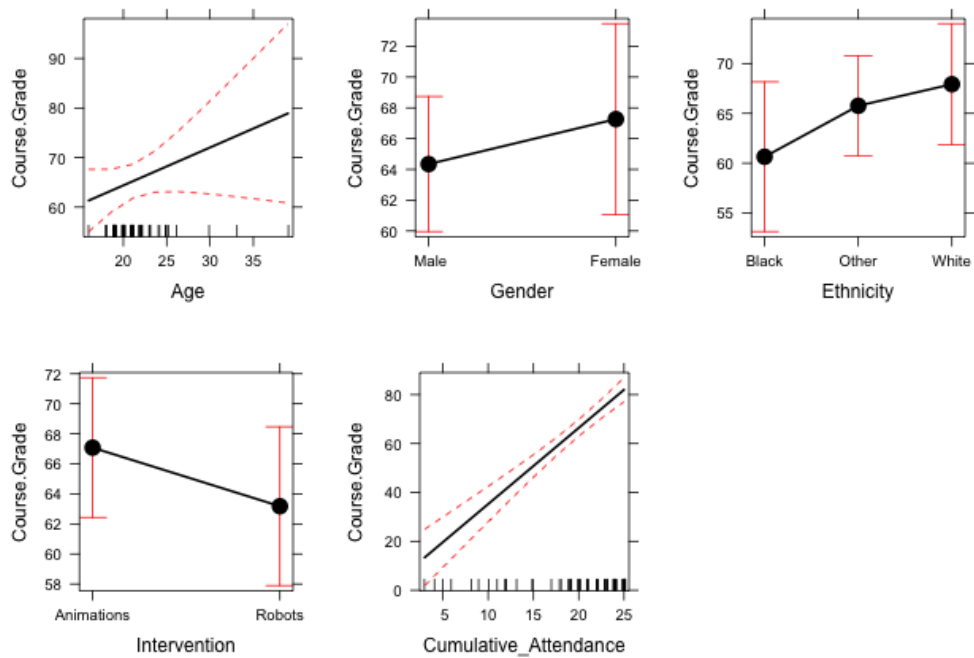 Course.Grade
90
80
70
60
20 25 30 35
Age
Course.Grade
72
70
68
66
64
62
60
Male Female
Gender
Course.Grade
70
65
60
55
Black Other White
Ethnicity
Course.Grade
72
70
68
66
64
62
60
58
Animations Robots
Intervention
Course.Grade
80
60
40
20
0
5 10 15 20 25
Cumulative_Attendance